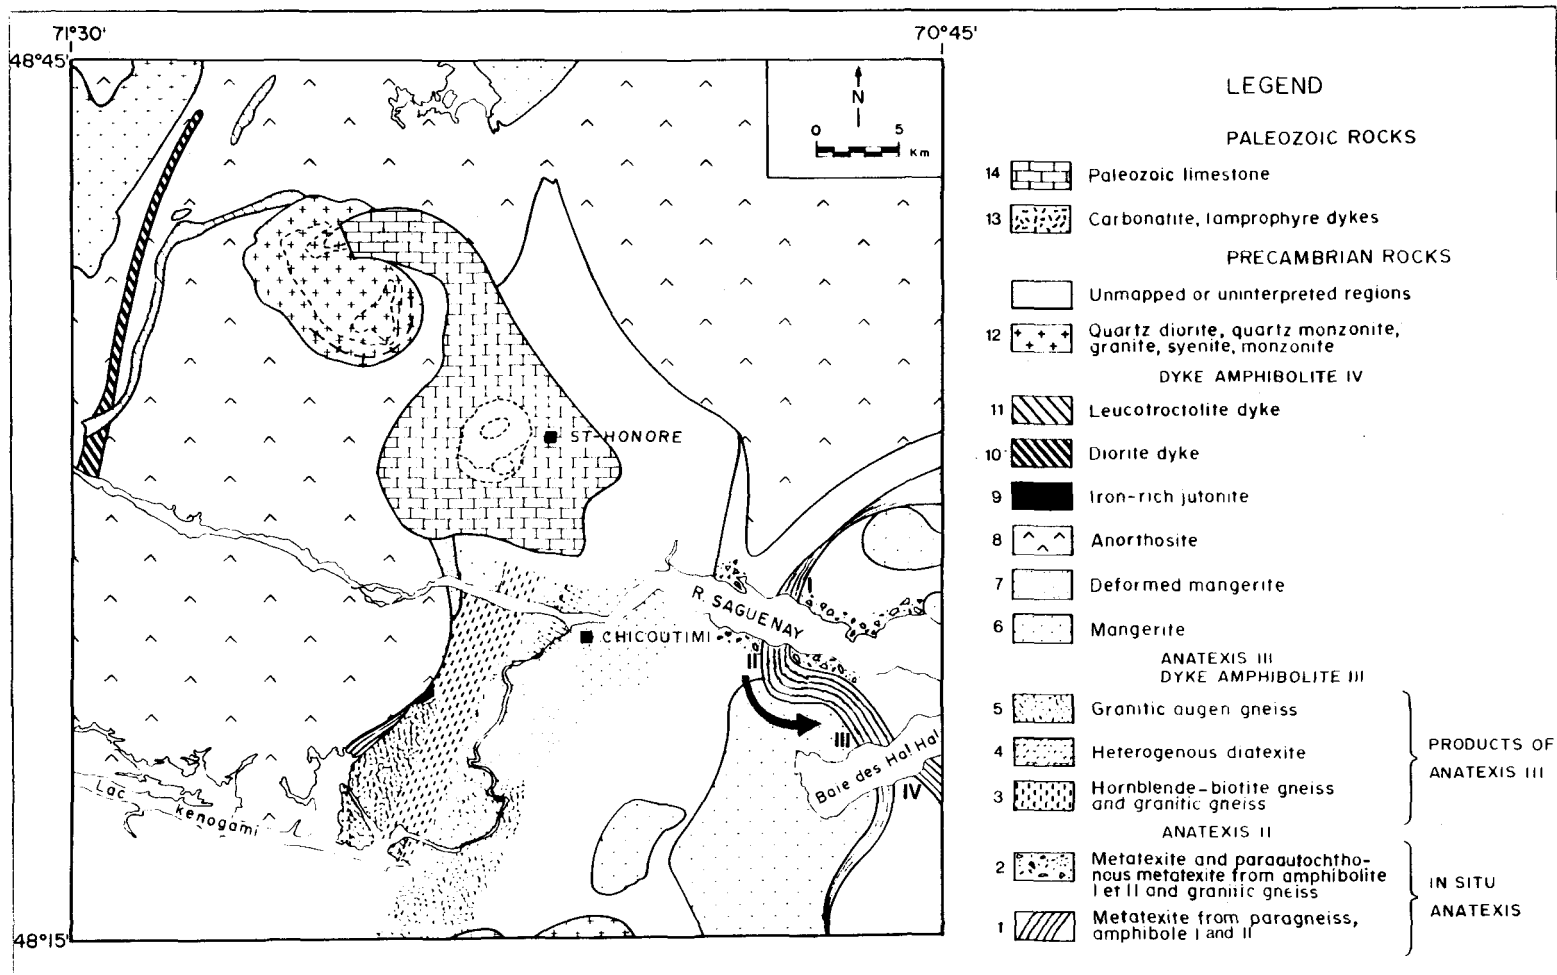 71°30'
70°45'
48°45'
N
0 5
Km
ST-HONORE
CHICOUTIMI
R. SAGUENAY
I
II
III
IV
Baie des Ha! Ha!
Lac Kenogami
48°15'
LEGEND
PALEOZOIC ROCKS
14 Paleozoic limestone
13 Carbonatite, lamprophyre dykes
PRECAMBRIAN ROCKS
Unmapped or uninterpreted regions
12 Quartz diorite, quartz monzonite,
granite, syenite, monzonite
DYKE AMPHIBOLITE IV
11 Leucotroctolite dyke
10 Diorite dyke
9 Iron-rich jotonite
8 Anorthosite
7 Deformed mangerite
6 Mangerite
ANATEXIS III
DYKE AMPHIBOLITE III
5 Granitic augen gneiss
4 Heterogenous diatexite
3 Hornblende-biotite gneiss
and granitic gneiss
PRODUCTS OF
ANATEXIS III
ANATEXIS II
2 Metatexite and paraautochtho-
nous metatexite from amphibolite
I et II and granitic gneiss
1 Metatexite from paragneiss,
amphibole I and II
IN SITU
ANATEXIS